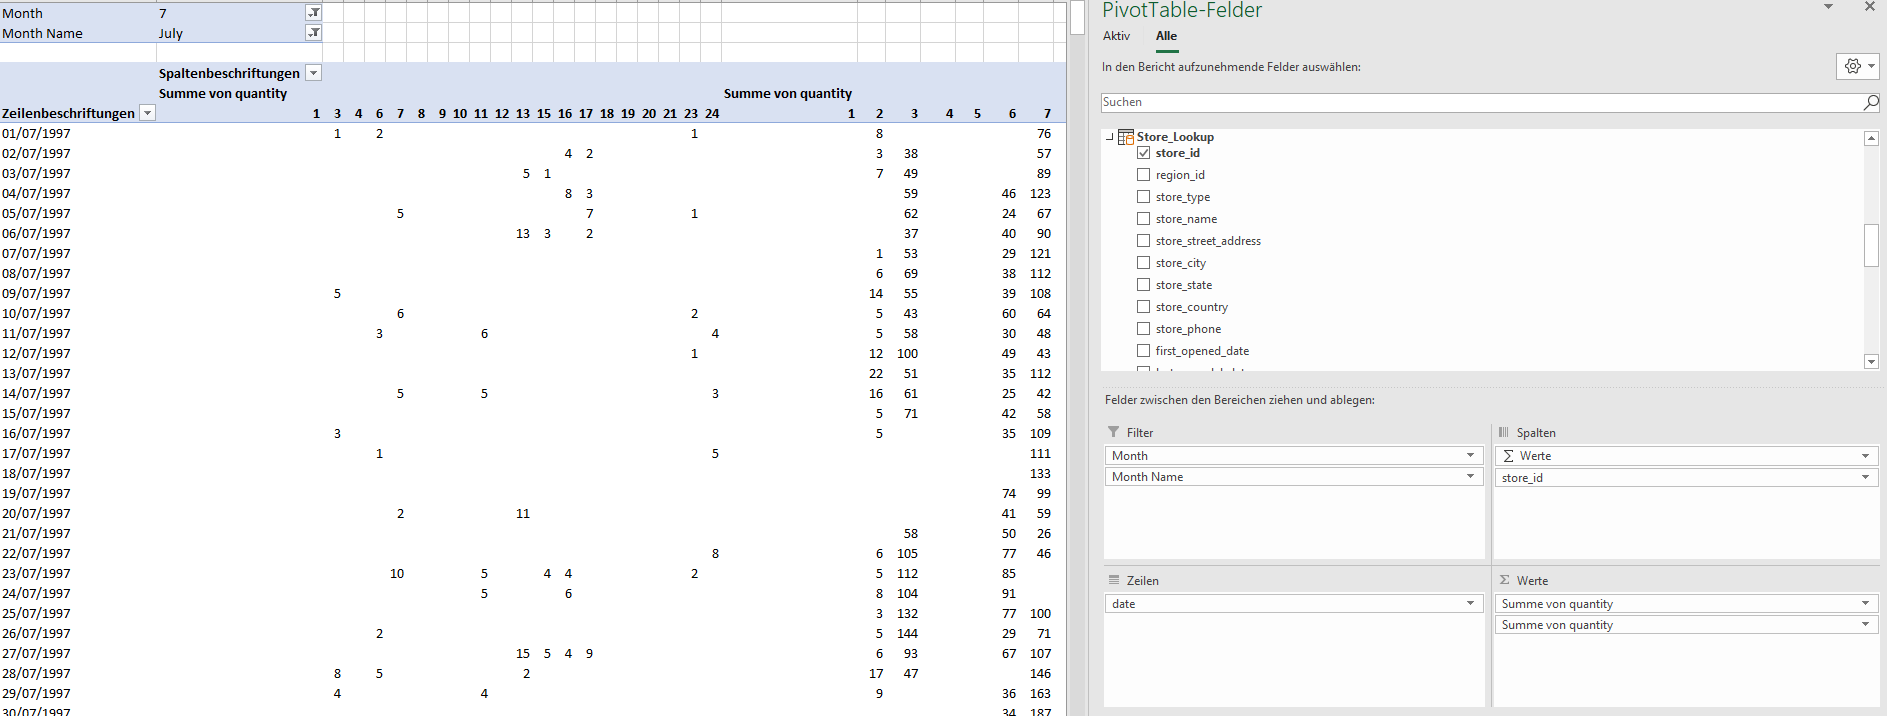 Month 7
Month Name July
Spaltenbeschriftungen
Summe von quantity Summe von quantity
Zeilenbeschriftungen 1 3 4 6 7 8 9 10 11 12 13 15 16 17 18 19 20 21 23 24 1 2 3 4 5 6 7
01/07/1997 1 2 1 8 76
02/07/1997 4 2 3 38 57
03/07/1997 5 1 7 49 89
04/07/1997 8 3 59 46 123
05/07/1997 5 7 1 62 24 67
06/07/1997 13 3 2 37 40 90
07/07/1997 1 53 29 121
08/07/1997 6 69 38 112
09/07/1997 5 14 55 39 108
10/07/1997 6 2 5 43 60 64
11/07/1997 3 6 4 5 58 30 48
12/07/1997 1 12 100 49 43
13/07/1997 22 51 35 112
14/07/1997 5 5 3 16 61 25 42
15/07/1997 5 71 42 58
16/07/1997 3 5 35 109
17/07/1997 1 5 111
18/07/1997 133
19/07/1997 74 99
20/07/1997 2 11 41 59
21/07/1997 58 50 26
22/07/1997 8 6 105 77 46
23/07/1997 10 5 4 4 2 5 112 85
24/07/1997 5 6 8 104 91
25/07/1997 3 132 77 100
26/07/1997 2 5 144 29 71
27/07/1997 15 5 4 9 6 93 67 107
28/07/1997 8 5 2 17 47 146
29/07/1997 4 4 9 36 163
30/07/1997 34 187
PivotTable-Felder
Aktiv Alle
In den Bericht aufzunehmende Felder auswählen:
Suchen
Store_Lookup
store_id
region_id
store_type
store_name
store_street_address
store_city
store_state
store_country
store_phone
first_opened_date
Felder zwischen den Bereichen ziehen und ablegen:
Filter
Month
Month Name
Spalten
Σ Werte
store_id
Zeilen
date
Σ Werte
Summe von quantity
Summe von quantity